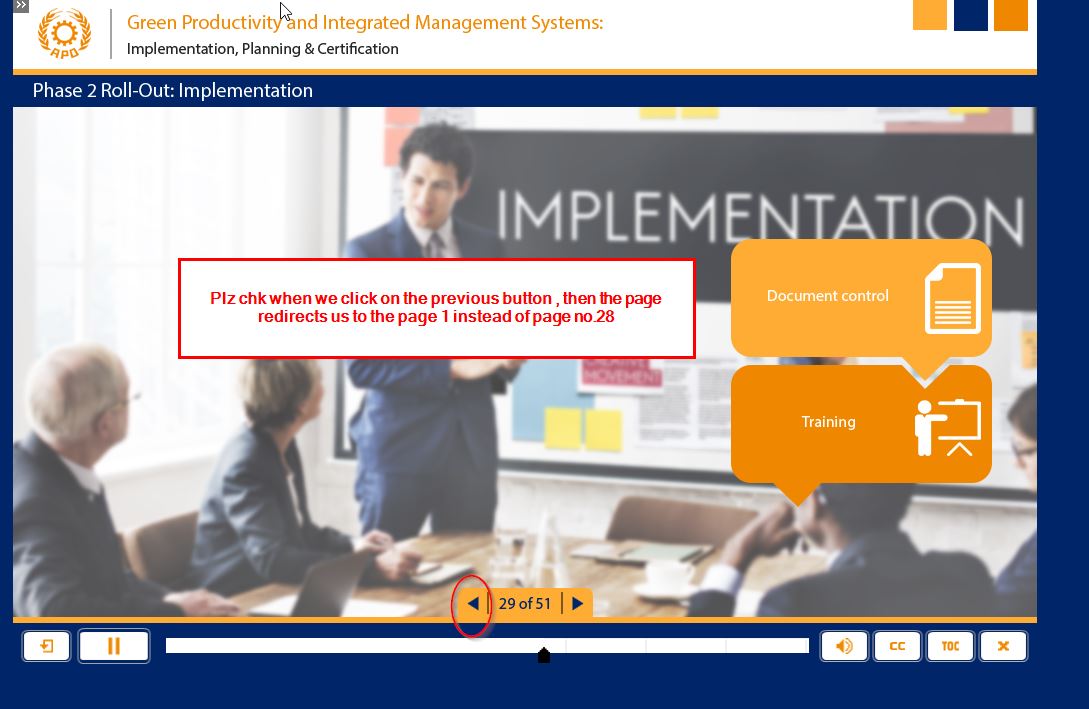 >>
APO
Green Productivity and Integrated Management Systems:
Implementation, Planning & Certification
Phase 2 Roll-Out: Implementation
IMPLEMENTATION
Plz chk when we click on the previous button , then the page
redirects us to the page 1 instead of page no.28
Document control
CREATIVE
MOVEMENT
Training
29 of 51
CC
TOC